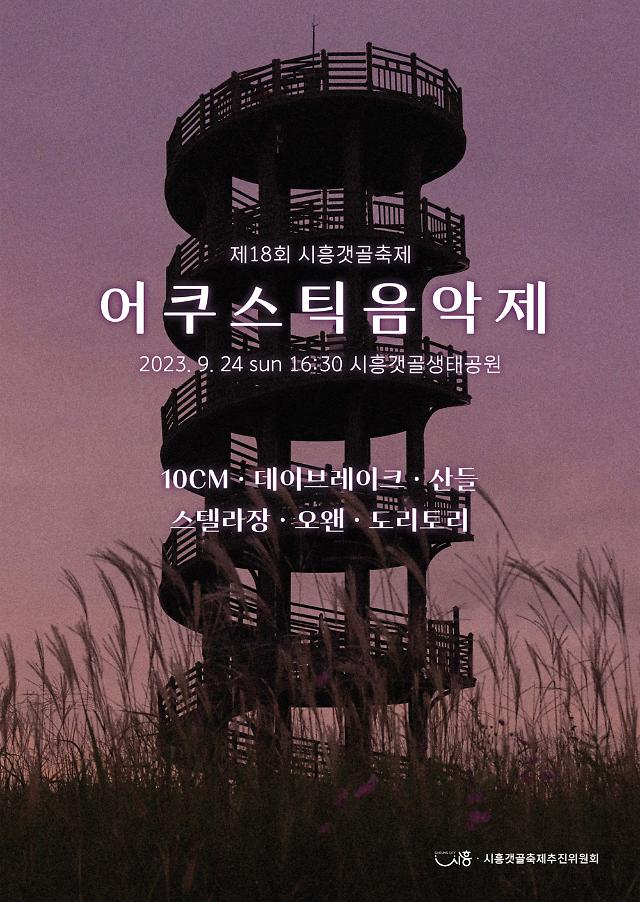 제18회 시흥갯골축제
어쿠스틱음악제
2023. 9. 24 sun 16:30 시흥갯골생태공원
10CM · 데이브레이크 · 산들
스텔라장 · 오왠 · 도리토리
시흥 · 시흥갯골축제추진위원회